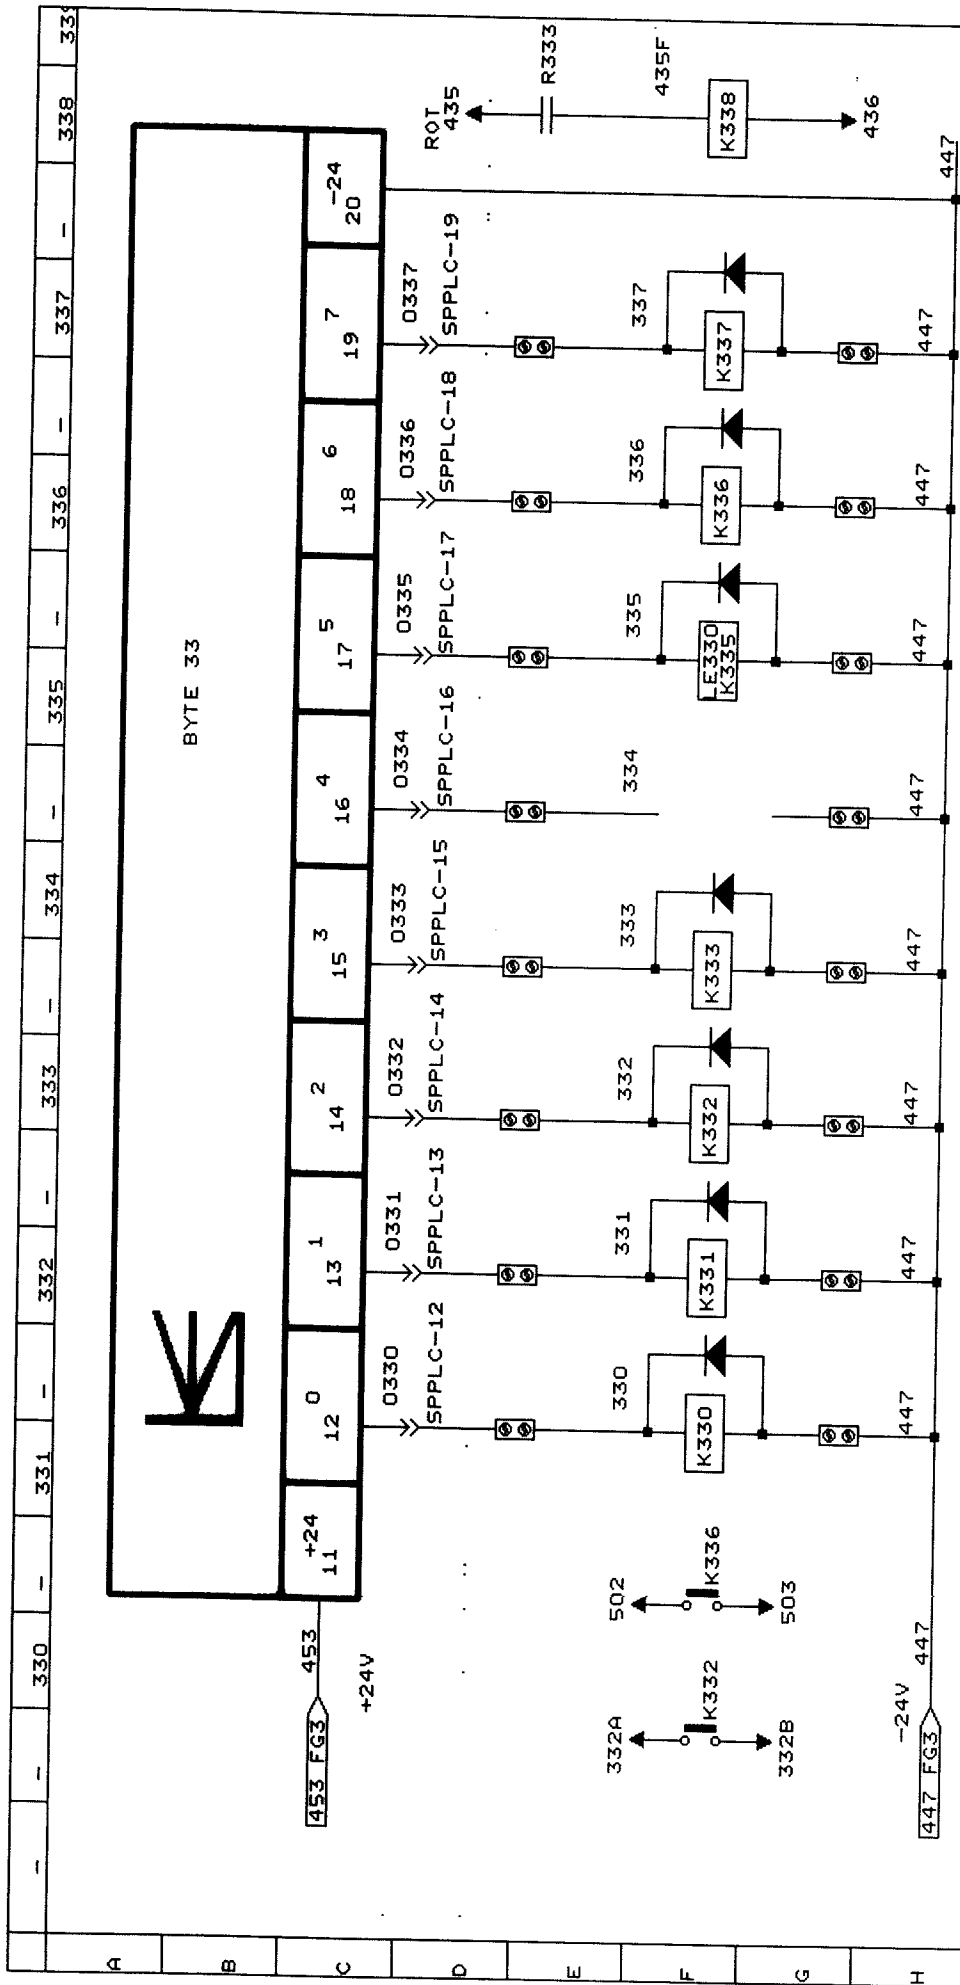 - - 330 - 331 - 332 - 333 - 334 - 335 - 336 - 337 - 338
A
B
C
D
E
F
G
H
BYTE 33
+24 0 1 2 3 4 5 6 7 -24
11 12 13 14 15 16 17 18 19 20
453 FG3
453
+24V
0330 0331 0332 0333 0334 0335 0336 0337
SPPLC-12 SPPLC-13 SPPLC-14 SPPLC-15 SPPLC-16 SPPLC-17 SPPLC-18 SPPLC-19
ROT
435
R333
435F
K338
436
332A
K332
332B
502
K336
503
330 331 332 333 334 335 336 337
K330 K331 K332 K333
LE330
K335
K336 K337
447 FG3
-24V
447
447 447 447 447 447 447 447 447 447